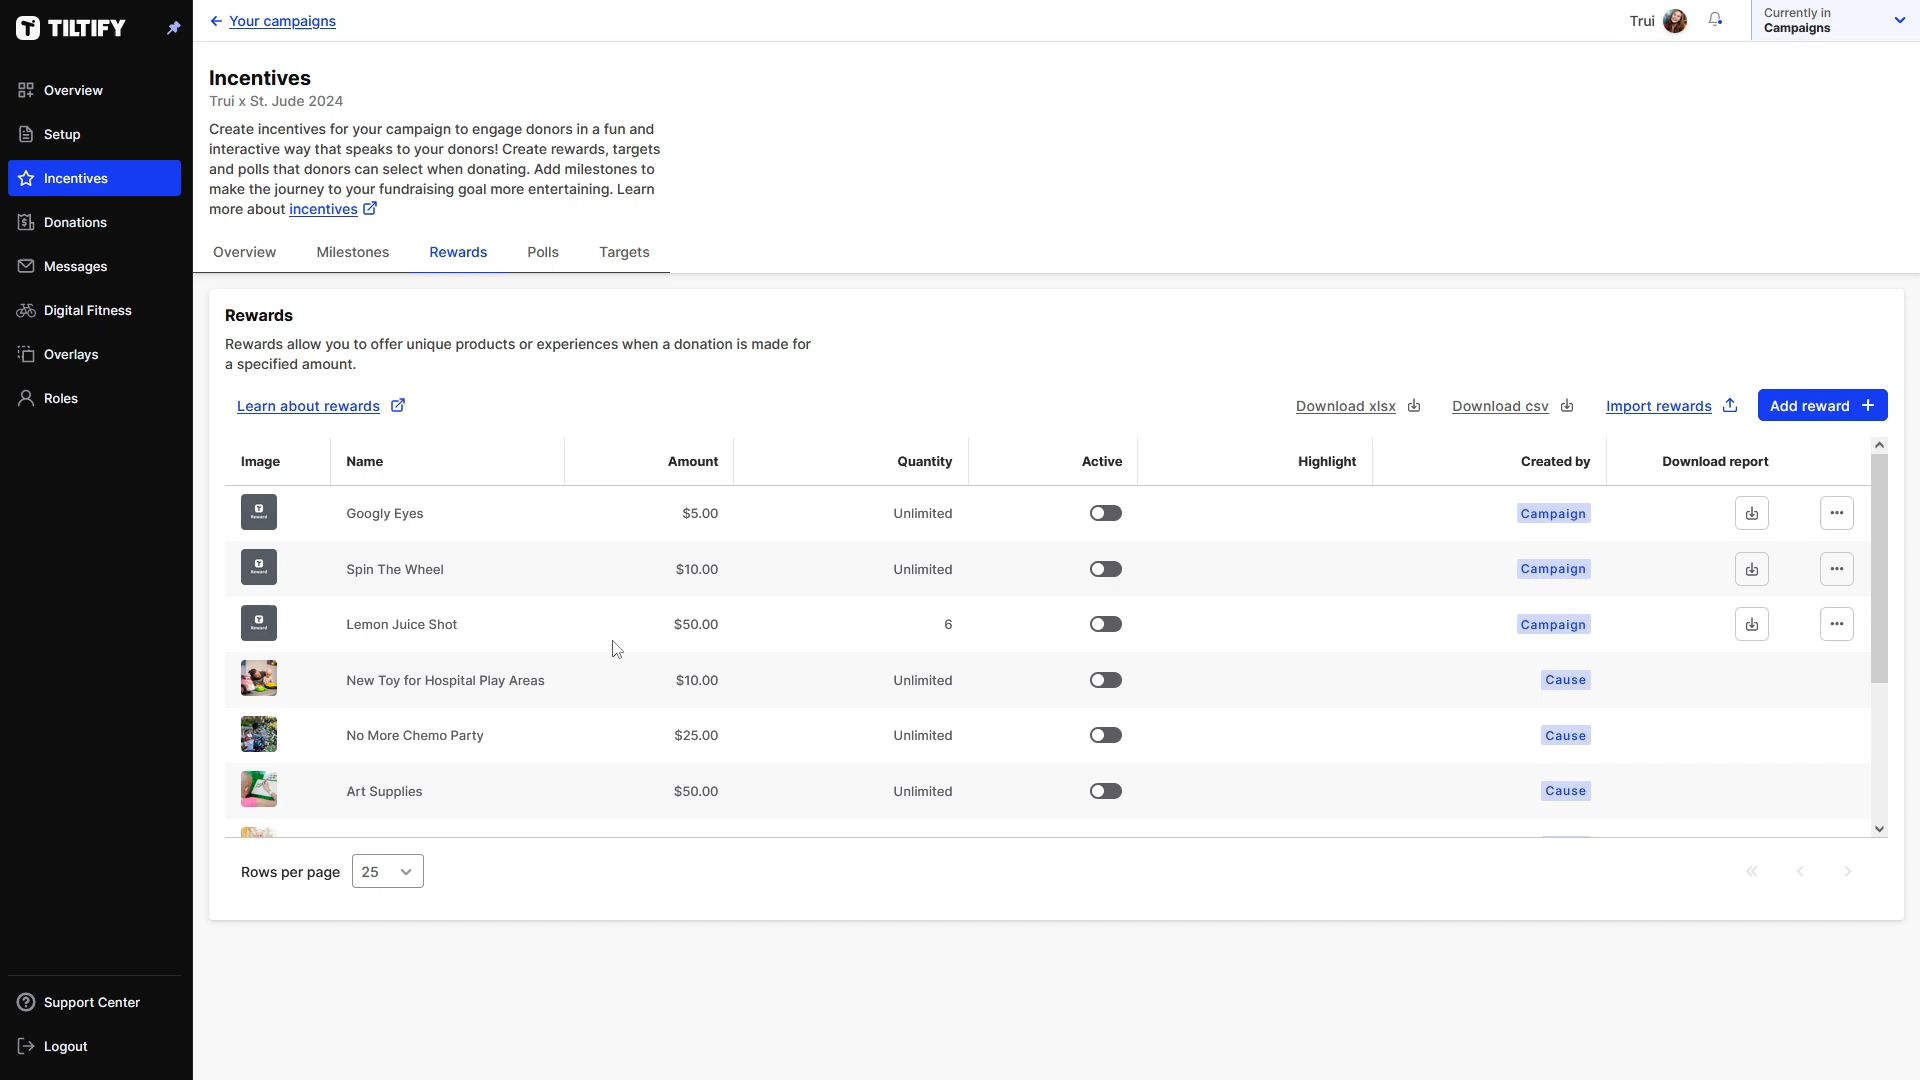 TILTIFY
Your campaigns
Trui
Currently in
Campaigns
Overview
Setup
Incentives
Donations
Messages
Digital Fitness
Overlays
Roles
Support Center
Logout
Incentives
Trui x St. Jude 2024
Create incentives for your campaign to engage donors in a fun and
interactive way that speaks to your donors! Create rewards, targets
and polls that donors can select when donating. Add milestones to
make the journey to your fundraising goal more entertaining. Learn
more about incentives
Overview Milestones Rewards Polls Targets
Rewards
Rewards allow you to offer unique products or experiences when a donation is made for
a specified amount.
Learn about rewards Download xlsx Download csv Import rewards Add reward +
Image Name Amount Quantity Active Highlight Created by Download report
Reward Googly Eyes $5.00 Unlimited Campaign
Reward Spin The Wheel $10.00 Unlimited Campaign
Reward Lemon Juice Shot $50.00 6 Campaign
New Toy for Hospital Play Areas $10.00 Unlimited Cause
No More Chemo Party $25.00 Unlimited Cause
Art Supplies $50.00 Unlimited Cause
Rows per page 25